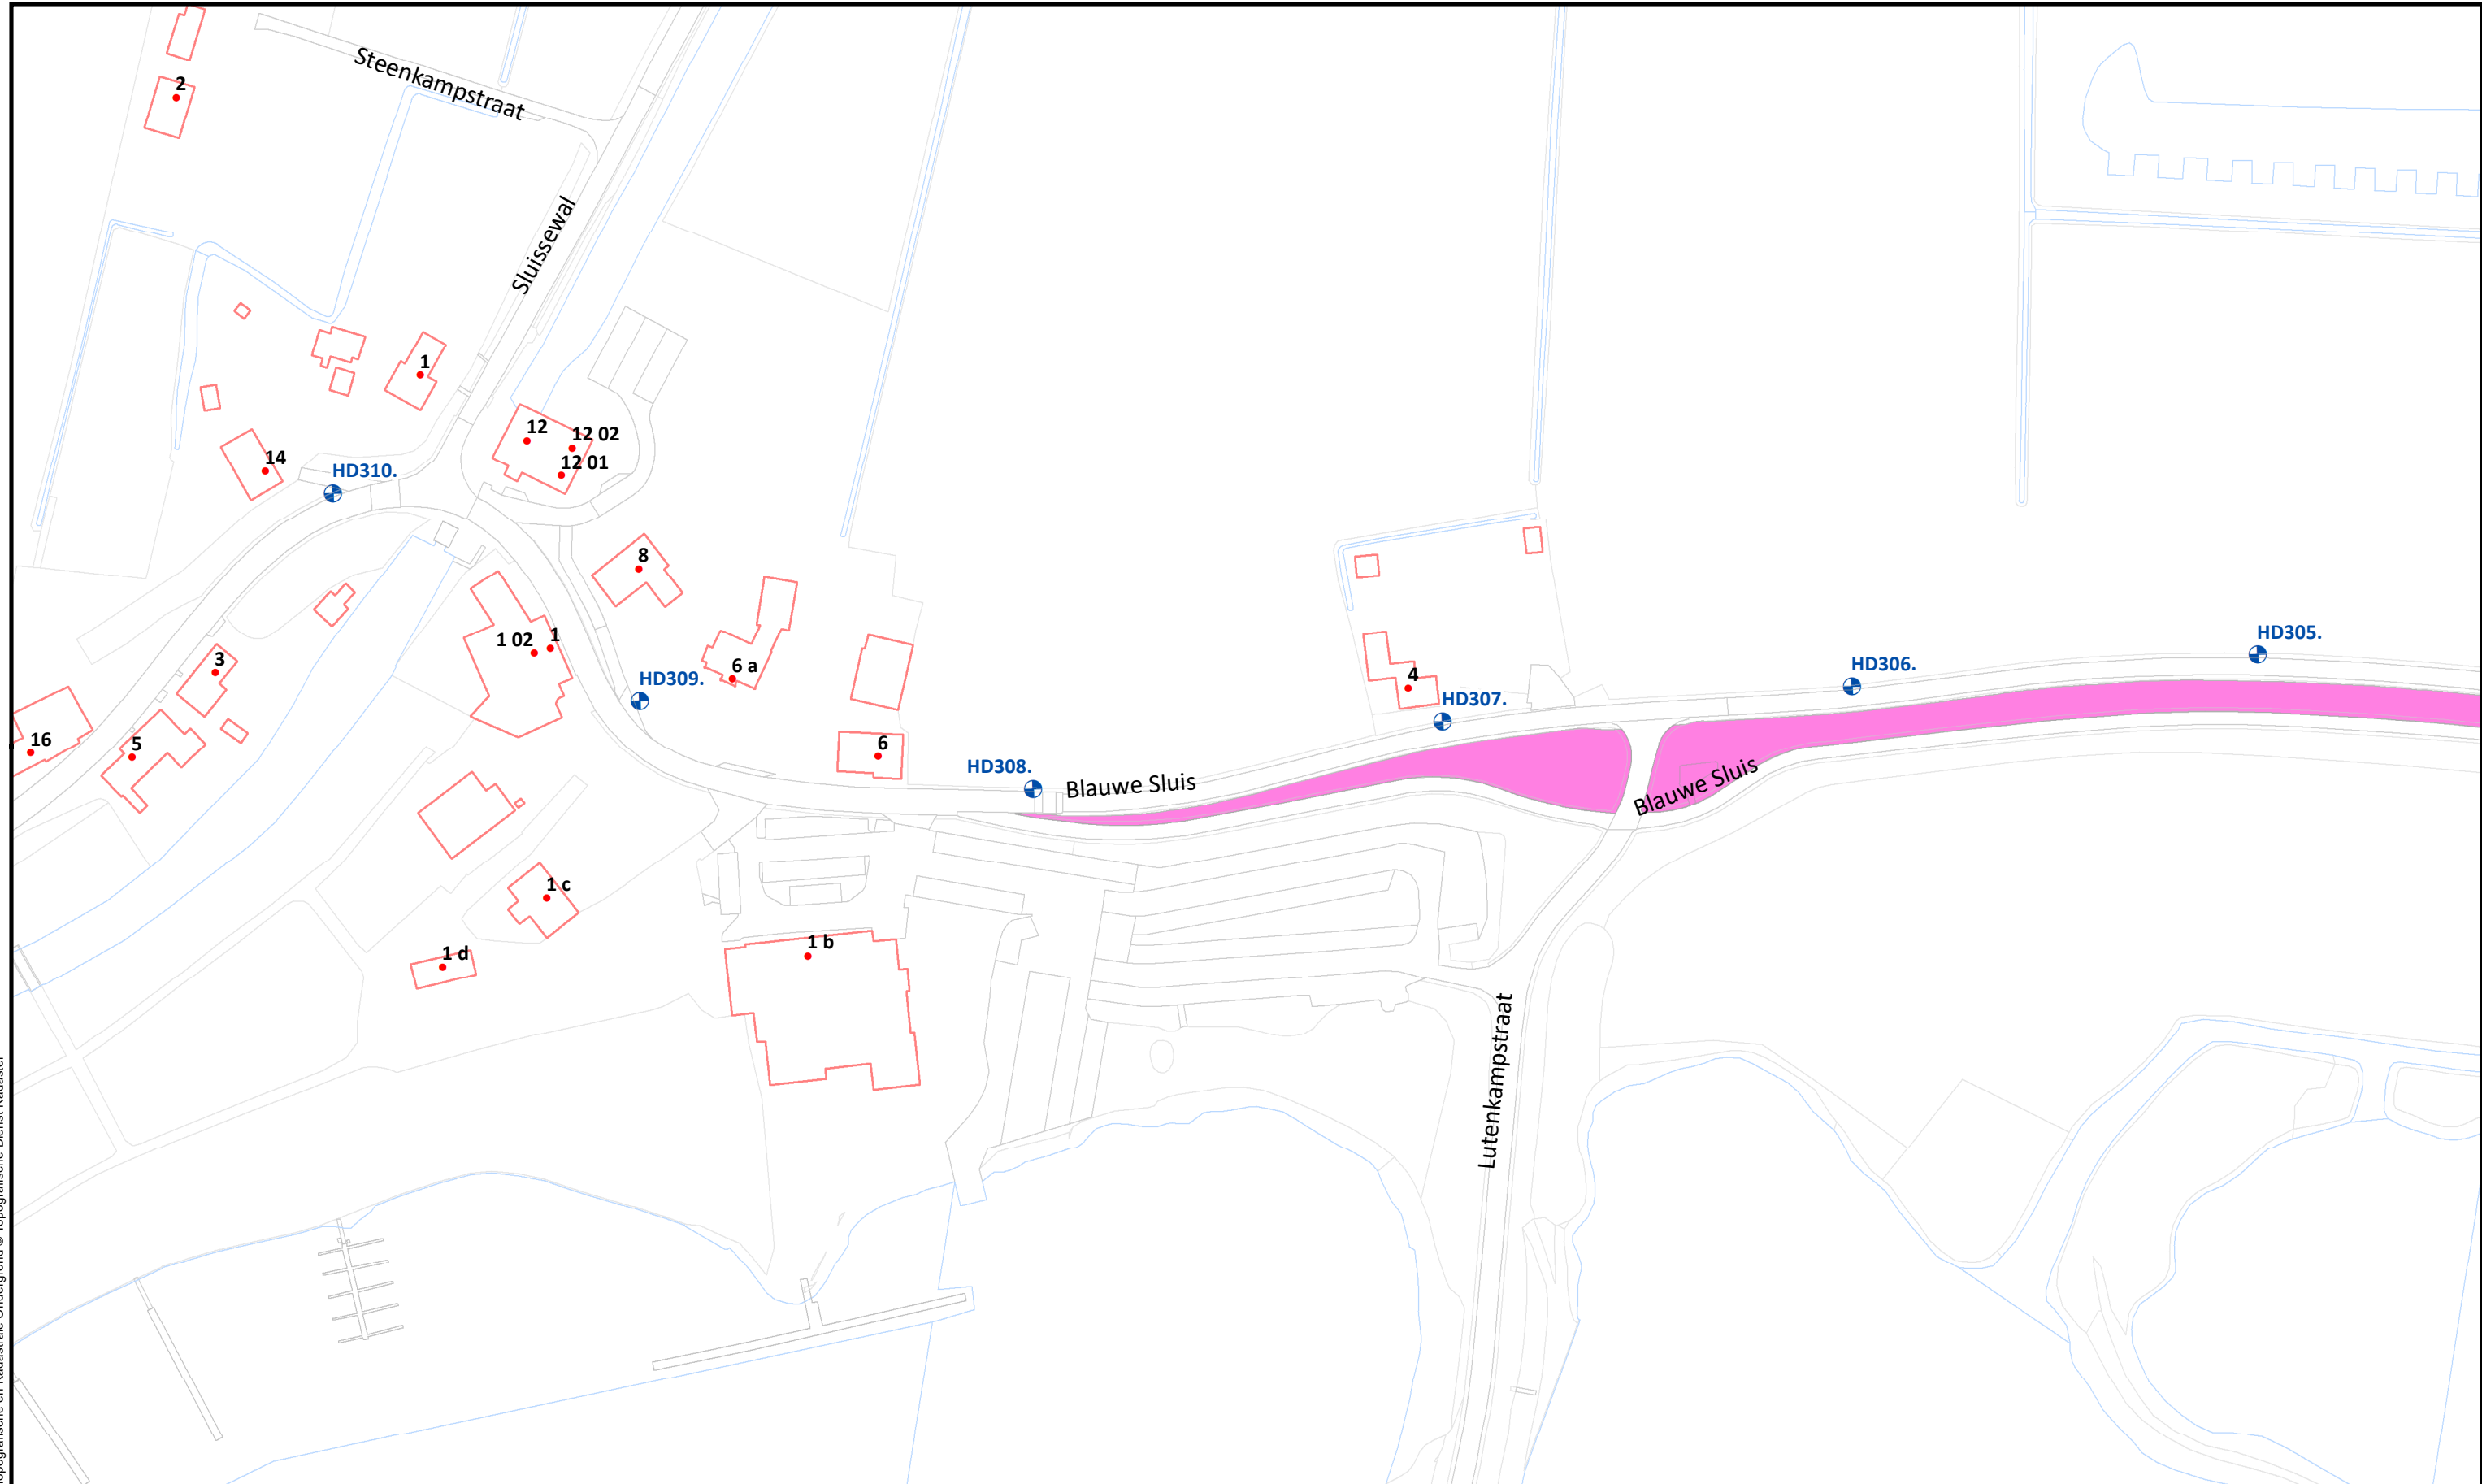 2
Steenkampstraat
Sluissewal
1
12
12 02
12 01
14
HD310.
8
1 02
1
6 a
HD309.
3
16
5
6
HD308.
Blauwe Sluis
4
HD307.
HD306.
HD305.
Blauwe Sluis
1 c
1 d
1 b
Lutenkampstraat